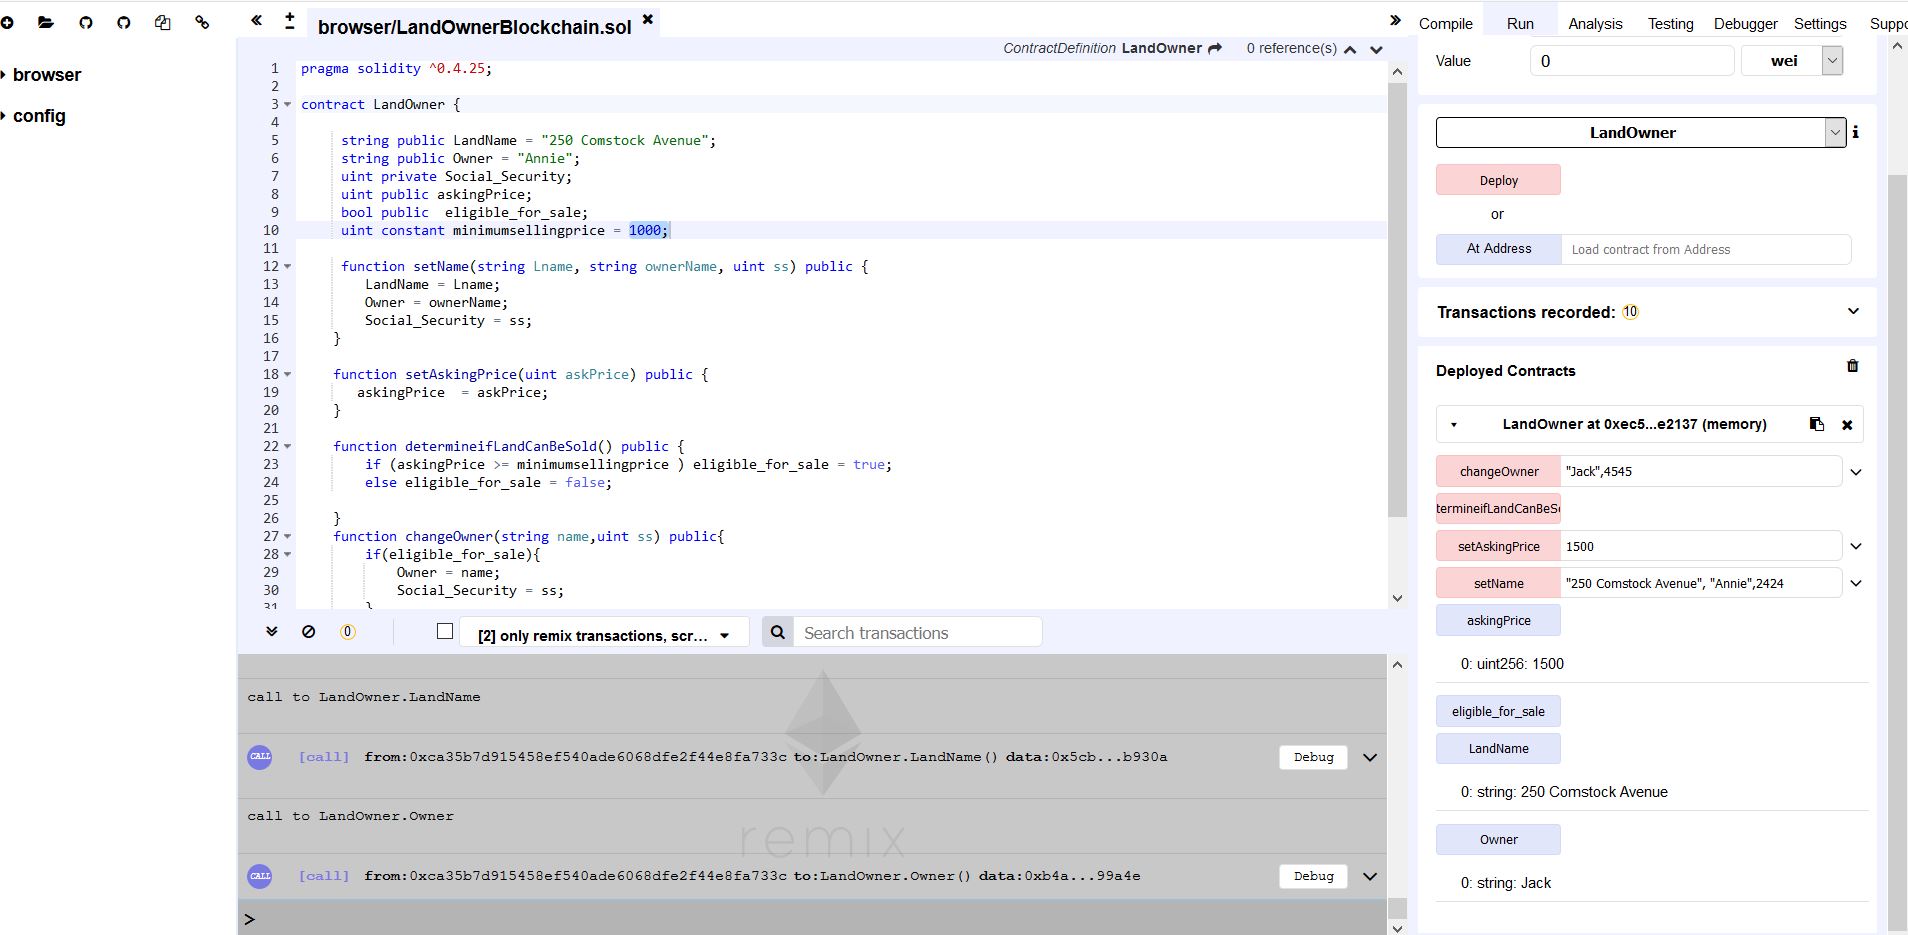 browser/LandOwnerBlockchain.sol
Compile Run Analysis Testing Debugger Settings Suppo
ContractDefinition LandOwner 0 reference(s)
browser
config
1 pragma solidity ^0.4.25;
2
3 contract LandOwner {
4
5 string public LandName = "250 Comstock Avenue";
6 string public Owner = "Annie";
7 uint private Social_Security;
8 uint public askingPrice;
9 bool public  eligible_for_sale;
10 uint constant minimumsellingprice = 1000;
11
12 function setName(string Lname, string ownerName, uint ss) public {
13 LandName = Lname;
14 Owner = ownerName;
15 Social_Security = ss;
16 }
17
18 function setAskingPrice(uint askPrice) public {
19 askingPrice  = askPrice;
20 }
21
22 function determineifLandCanBeSold() public {
23 if (askingPrice >= minimumsellingprice ) eligible_for_sale = true;
24 else eligible_for_sale = false;
25
26 }
27 function changeOwner(string name,uint ss) public{
28 if(eligible_for_sale){
29 Owner = name;
30 Social_Security = ss;
31 }
0
[2] only remix transactions, scr...
Search transactions
call to LandOwner.LandName
CALL [call] from:0xca35b7d915458ef540ade6068dfe2f44e8fa733c to:LandOwner.LandName() data:0x5cb...b930a Debug
call to LandOwner.Owner
remix
CALL [call] from:0xca35b7d915458ef540ade6068dfe2f44e8fa733c to:LandOwner.Owner() data:0xb4a...99a4e Debug
>
Value 0 wei
LandOwner
Deploy
or
At Address Load contract from Address
Transactions recorded: 10
Deployed Contracts
LandOwner at 0xec5...e2137 (memory)
changeOwner "Jack",4545
termineifLandCanBeSo
setAskingPrice 1500
setName "250 Comstock Avenue", "Annie",2424
askingPrice
0: uint256: 1500
eligible_for_sale
LandName
0: string: 250 Comstock Avenue
Owner
0: string: Jack